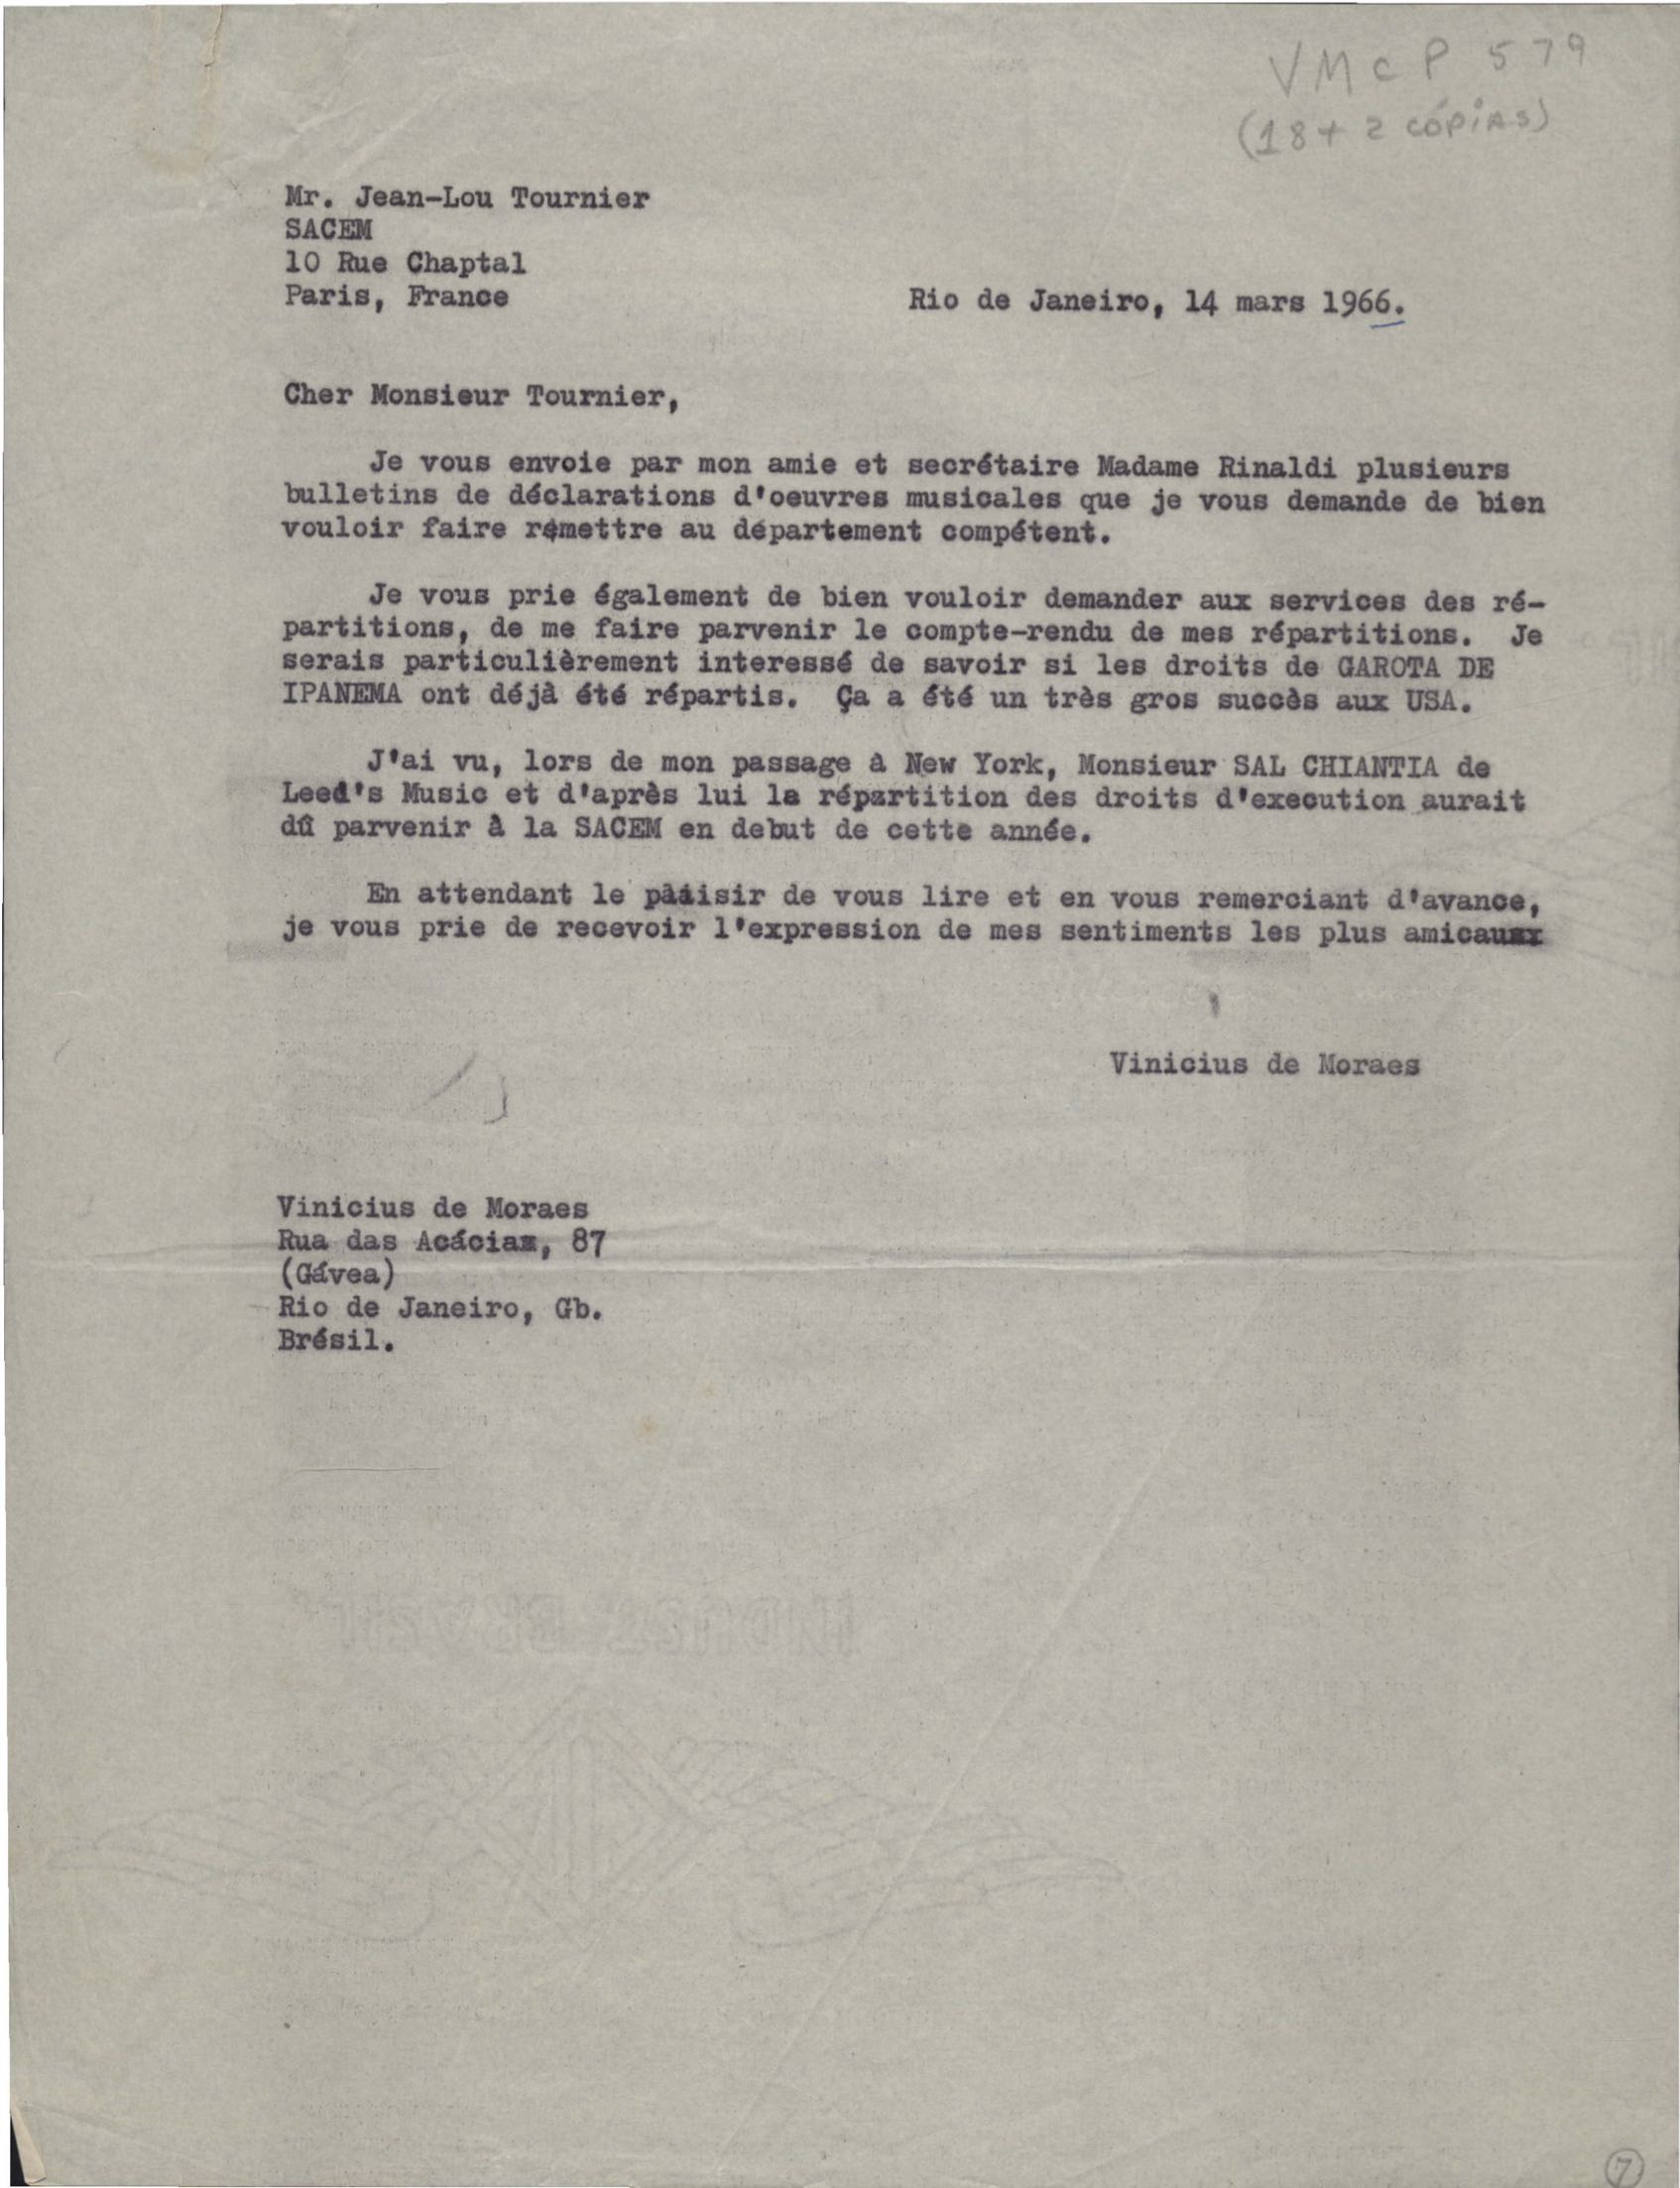 VMCP 579
(18 + 2 CÓPIAS)
Mr. Jean-Lou Tournier
SACEM
10 Rue Chaptal
Paris, France
Rio de Janeiro, 14 mars 1966.
Cher Monsieur Tournier,
Je vous envoie par mon amie et secrétaire Madame Rinaldi plusieurs
bulletins de déclarations d'oeuvres musicales que je vous demande de bien
vouloir faire remettre au département compétent.
Je vous prie également de bien vouloir demander aux services des ré-
partitions, de me faire parvenir le compte-rendu de mes répartitions. Je
serais particulièrement interessé de savoir si les droits de GAROTA DE
IPANEMA ont déjà été répartis. Ça a été un très gros succès aux USA.
J'ai vu, lors de mon passage à New York, Monsieur SAL CHIANTIA de
Leed's Music et d'après lui la répartition des droits d'execution aurait
dû parvenir à la SACEM en debut de cette année.
En attendant le plaisir de vous lire et en vous remerciant d'avance,
je vous prie de recevoir l'expression de mes sentiments les plus amicaux
Vinicius de Moraes
Vinicius de Moraes
Rua das Acácias, 87
(Gávea)
Rio de Janeiro, Gb.
Brésil.
7